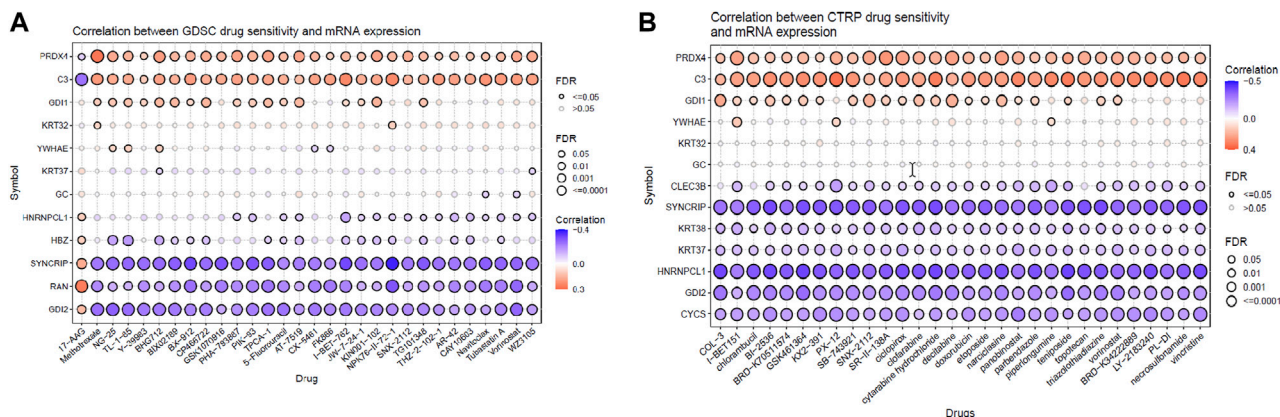 A
Correlation between GDSC drug sensitivity and mRNA expression
PRDX4
C3
GDI1
KRT32
YWHAE
KRT37
GC
HNRNPCL1
HBZ
SYNCRIP
RAN
GDI2
Symbol
17-AAG
Methotrexate
NG-25
TL-1-85
Y-39983
BHG712
BIX02189
BX-912
CP466722
GSK1070916
PHA-793887
PIK-93
TPCA-1
5-Fluorouracil
AT-7519
CX-5461
FK866
I-BET-762
JW-7-24-1
KIN001-102
NPK76-II-72-1
SNX-2112
TG101348
THZ-2-102-1
AR-42
CAY10603
Navitoclax
Tubastatin A
Vorinostat
WZ3105
Drug
FDR
<=0.05
>0.05
FDR
0.05
0.01
0.001
<=0.0001
Correlation
-0.4
0.0
0.3
B
Correlation between CTRP drug sensitivity
and mRNA expression
PRDX4
C3
GDI1
YWHAE
KRT32
GC
CLEC3B
SYNCRIP
KRT38
KRT37
HNRNPCL1
GDI2
CYCS
Symbol
COL-3
I-BET151
chlorambucil
BI-2536
BRD-K70511574
GSK461364
KX2-391
PX-12
SB-743921
SNX-2112
SR-II-138A
ciclopirox
clofarabine
cytarabine hydrochloride
decitabine
doxorubicin
etoposide
narciclasine
panobinostat
parbendazole
piperlongumine
teniposide
topotecan
triazolothiadiazine
vorinostat
BRD-K34222889
LY-2183240
PL-DI
necrosulfonamide
vincristine
Drugs
Correlation
-0.5
0.0
0.4
FDR
<=0.05
>0.05
FDR
0.05
0.01
0.001
<=0.0001